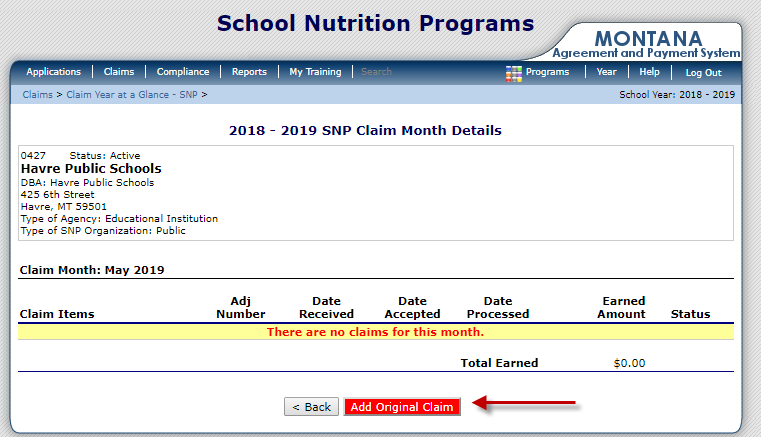 School Nutrition Programs
MONTANA
Agreement and Payment System
Applications | Claims | Compliance | Reports | My Training | Search Programs | Year | Help | Log Out
Claims > Claim Year at a Glance - SNP > School Year: 2018 - 2019
2018 - 2019 SNP Claim Month Details
0427 Status: Active
Havre Public Schools
DBA: Havre Public Schools
425 6th Street
Havre, MT 59501
Type of Agency: Educational Institution
Type of SNP Organization: Public
Claim Month: May 2019
Adj Date Date Date Earned
Claim Items Number Received Accepted Processed Amount Status
There are no claims for this month.
Total Earned $0.00
< Back Add Original Claim